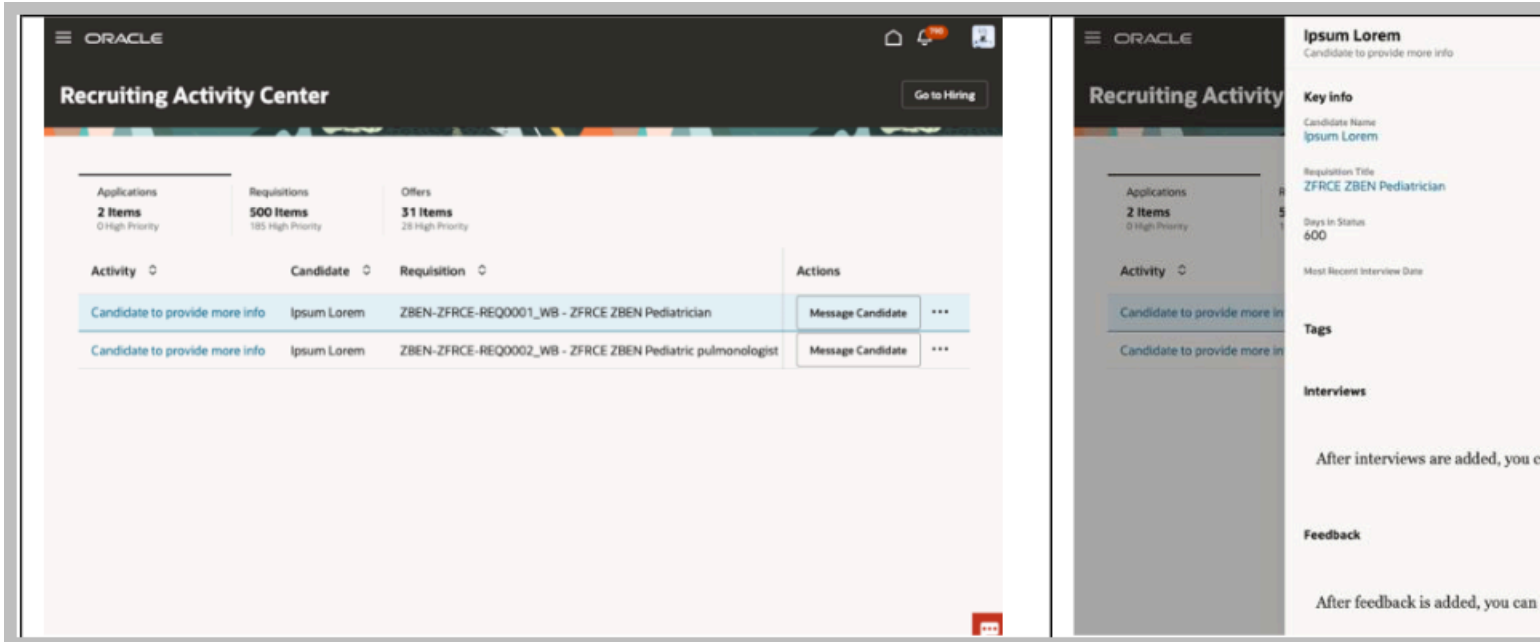 ORACLE
790
Recruiting Activity Center
Go to Hiring
Applications
2 Items
0 High Priority
Requisitions
500 Items
185 High Priority
Offers
31 Items
28 High Priority
Activity Candidate Requisition Actions
Candidate to provide more info Ipsum Lorem ZBEN-ZFRCE-REQ0001_WB - ZFRCE ZBEN Pediatrician Message Candidate ...
Candidate to provide more info Ipsum Lorem ZBEN-ZFRCE-REQ0002_WB - ZFRCE ZBEN Pediatric pulmonologist Message Candidate ...
ORACLE
Recruiting Activity
Applications
2 Items
0 High Priority
Activity
Candidate to provide more in
Candidate to provide more in
Ipsum Lorem
Candidate to provide more info
Key info
Candidate Name
Ipsum Lorem
Requisition Title
ZFRCE ZBEN Pediatrician
Days in Status
600
Most Recent Interview Date
Tags
Interviews
After interviews are added, you c
Feedback
After feedback is added, you can